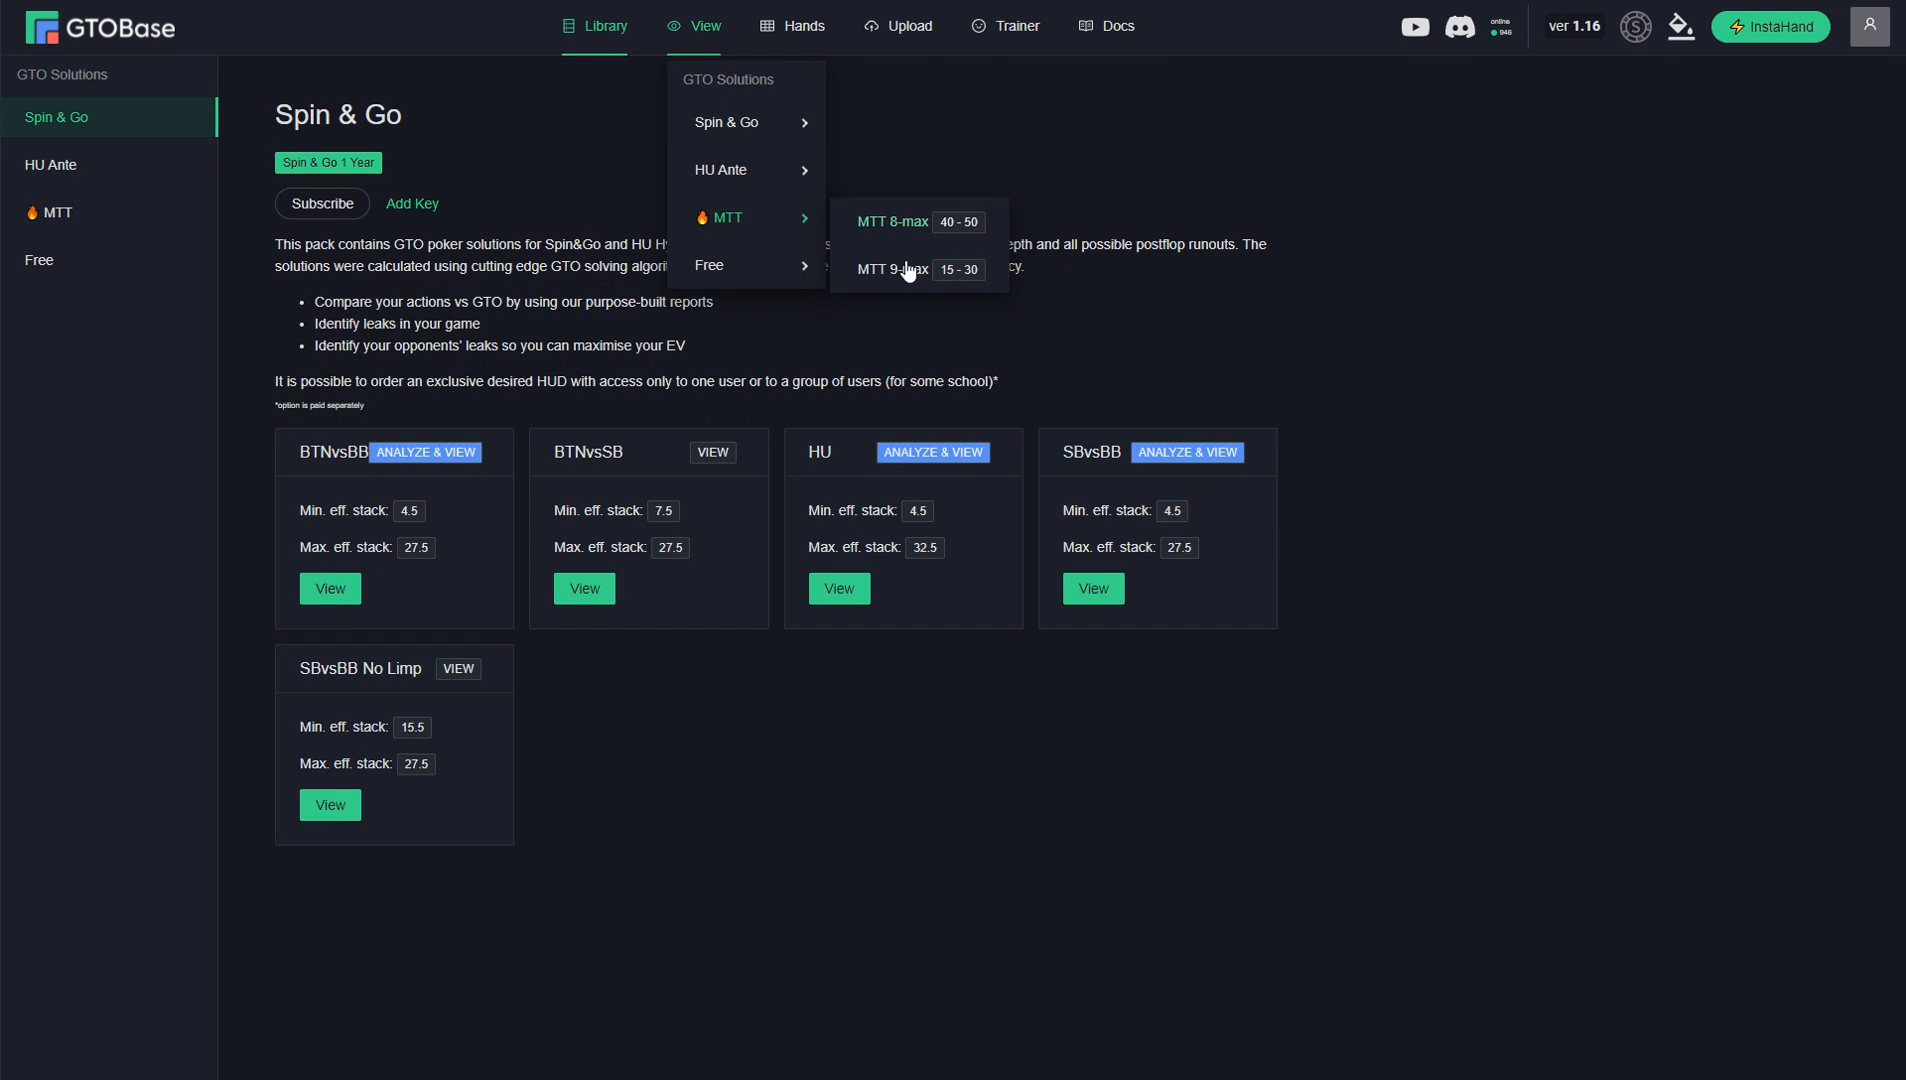 GTOBase
Library
View
Hands
Upload
Trainer
Docs
online
946
ver 1.16
InstaHand
GTO Solutions
Spin & Go
HU Ante
MTT
Free
GTO Solutions
Spin & Go
HU Ante
MTT
Free
MTT 8-max 40 - 50
MTT 9-max 15 - 30
Spin & Go
Spin & Go 1 Year
Subscribe Add Key
This pack contains GTO poker solutions for Spin&Go and HU epth and all possible postflop runouts. The
solutions were calculated using cutting edge GTO solving cy.
• Compare your actions vs GTO by using our purpose-built reports
• Identify leaks in your game
• Identify your opponents' leaks so you can maximise your EV
It is possible to order an exclusive desired HUD with access only to one user or to a group of users (for some school)*
*option is paid separately
BTNvsBB ANALYZE & VIEW
Min. eff. stack: 4.5
Max. eff. stack: 27.5
View
BTNvsSB VIEW
Min. eff. stack: 7.5
Max. eff. stack: 27.5
View
HU ANALYZE & VIEW
Min. eff. stack: 4.5
Max. eff. stack: 32.5
View
SBvsBB ANALYZE & VIEW
Min. eff. stack: 4.5
Max. eff. stack: 27.5
View
SBvsBB No Limp VIEW
Min. eff. stack: 15.5
Max. eff. stack: 27.5
View